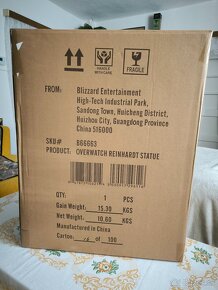 HANDLE
WITH CARE
FRAGILE
FROM: Blizzard Entertainment
High-Tech Industrial Park,
Sandong Town, Huicheng District,
Huizhou City, Guangdong Province
China 516000
SKU# 866663
PRODUCT: OVERWATCH REINHARDT STATUE
QTY: 1 PCS
Gain Weight: 15.30 KGS
Net Weight: 10.60 KGS
Manufactured in China
Carton: of 100